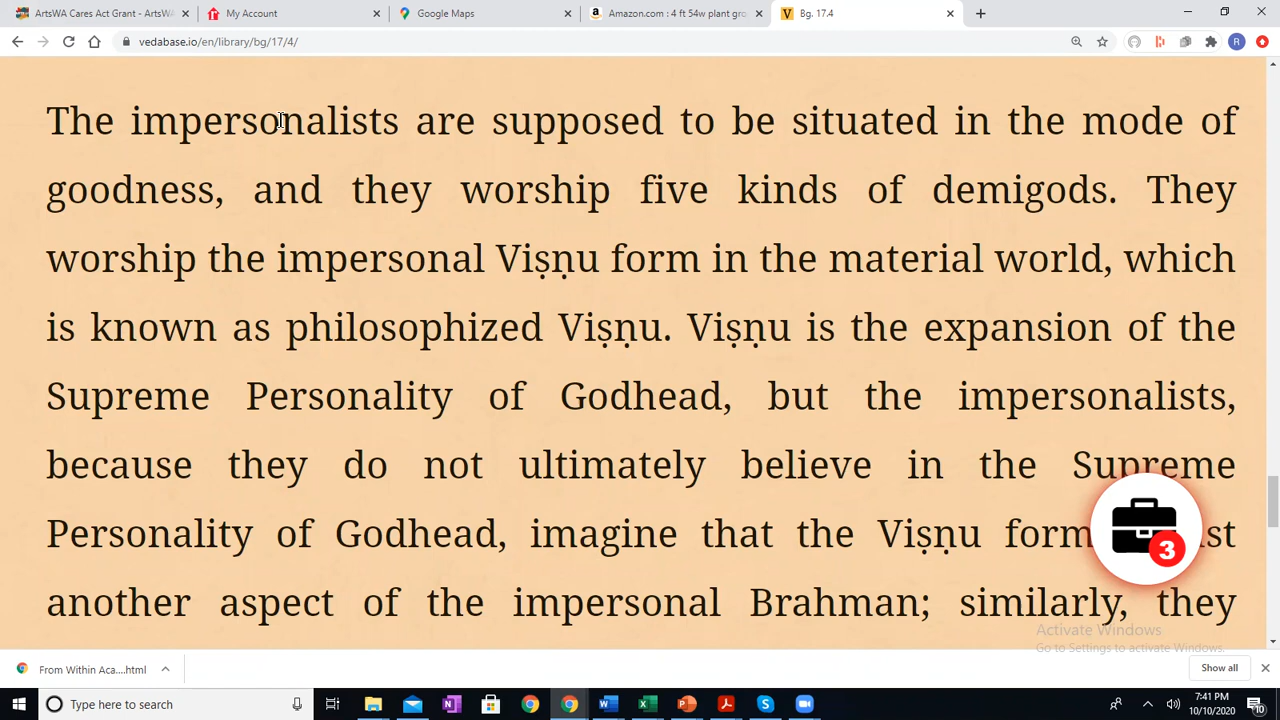 ArtsWA Cares Act Grant - ArtsWA
My Account
Google Maps
Amazon.com : 4 ft 54w plant gro
Bg. 17.4
vedabase.io/en/library/bg/17/4/
R
The impersonalists are supposed to be situated in the mode of
goodness, and they worship five kinds of demigods. They
worship the impersonal Viṣṇu form in the material world, which
is known as philosophized Viṣṇu. Viṣṇu is the expansion of the
Supreme Personality of Godhead, but the impersonalists,
because they do not ultimately believe in the Supreme
Personality of Godhead, imagine that the Viṣṇu form
another aspect of the impersonal Brahman; similarly, they
3
Activate Windows
Go to Settings to activate Windows.
From Within Aca....html
Show all
Type here to search
7:41 PM
10/10/2020
10